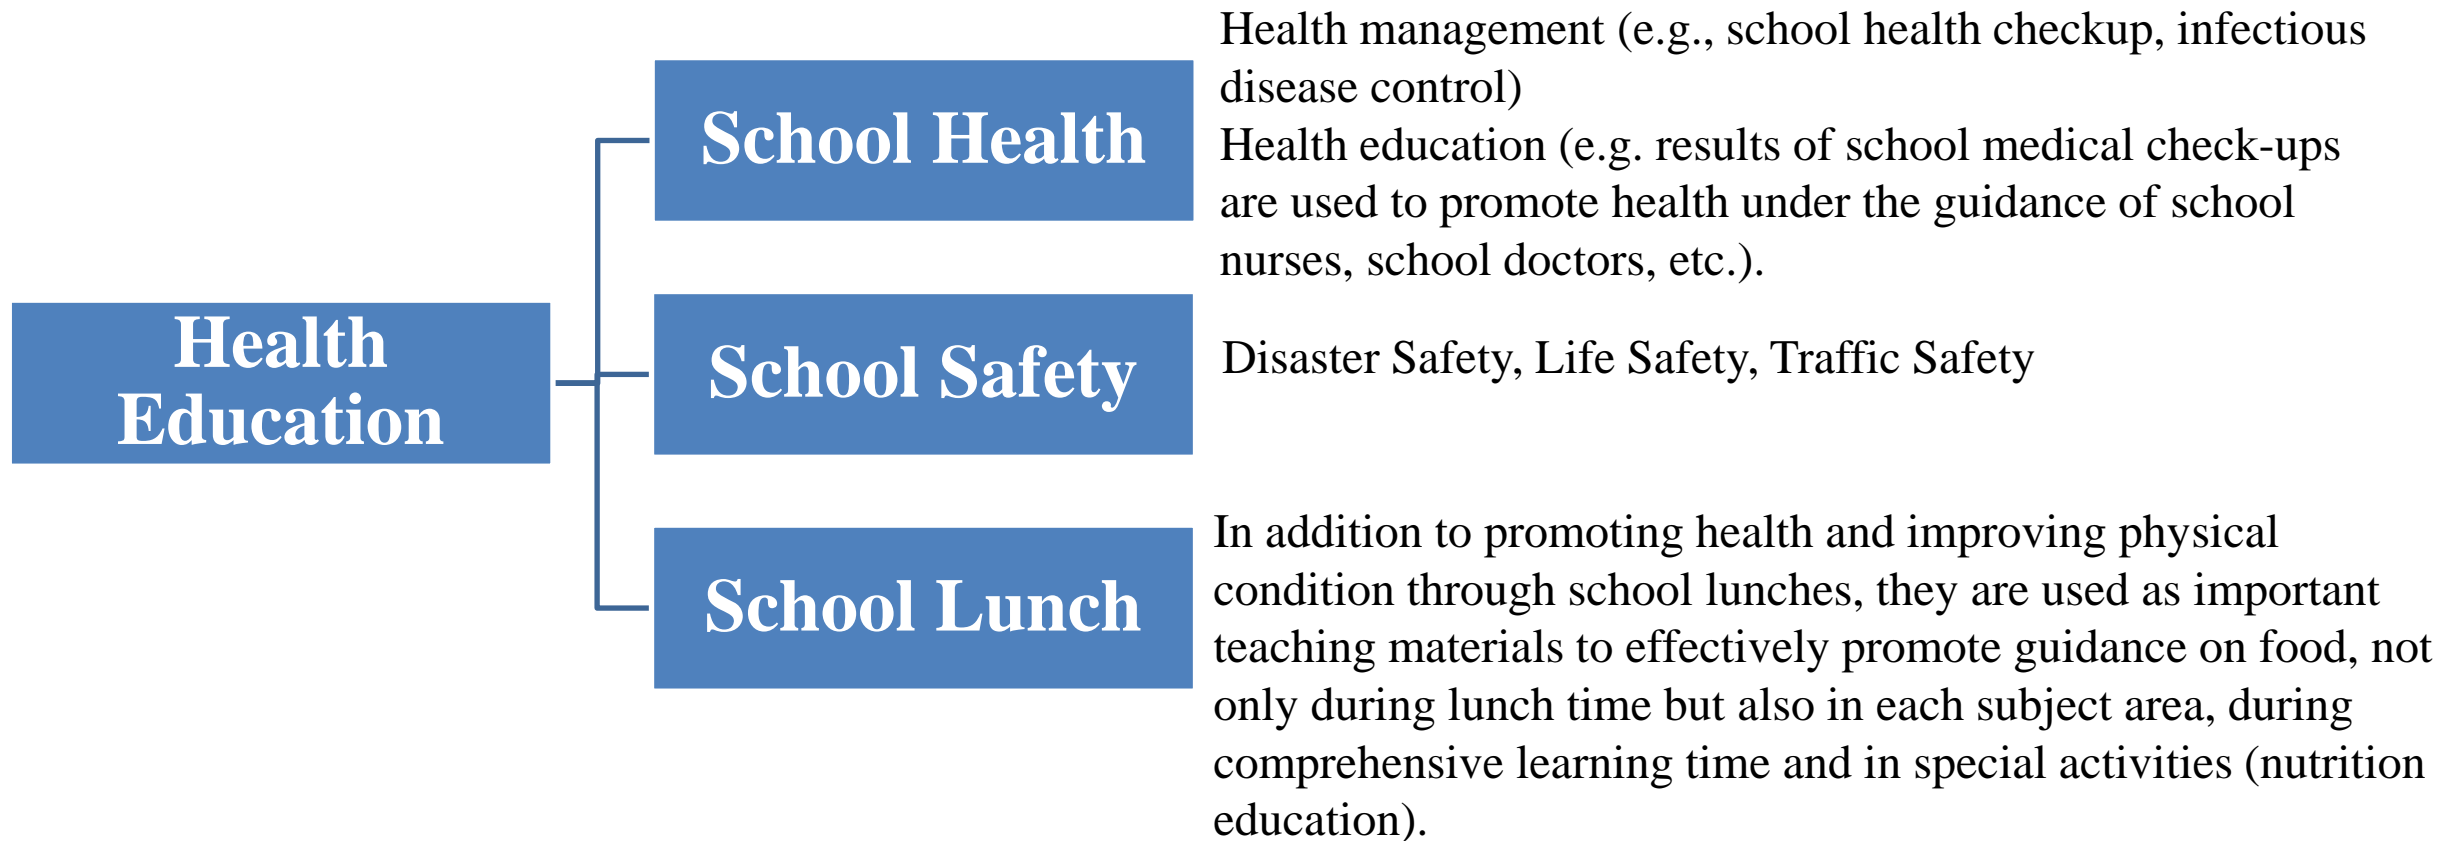 Health
Education
School Health
Health management (e.g., school health checkup, infectious
disease control)
Health education (e.g. results of school medical check-ups
are used to promote health under the guidance of school
nurses, school doctors, etc.).
School Safety
Disaster Safety, Life Safety, Traffic Safety
School Lunch
In addition to promoting health and improving physical
condition through school lunches, they are used as important
teaching materials to effectively promote guidance on food, not
only during lunch time but also in each subject area, during
comprehensive learning time and in special activities (nutrition
education).